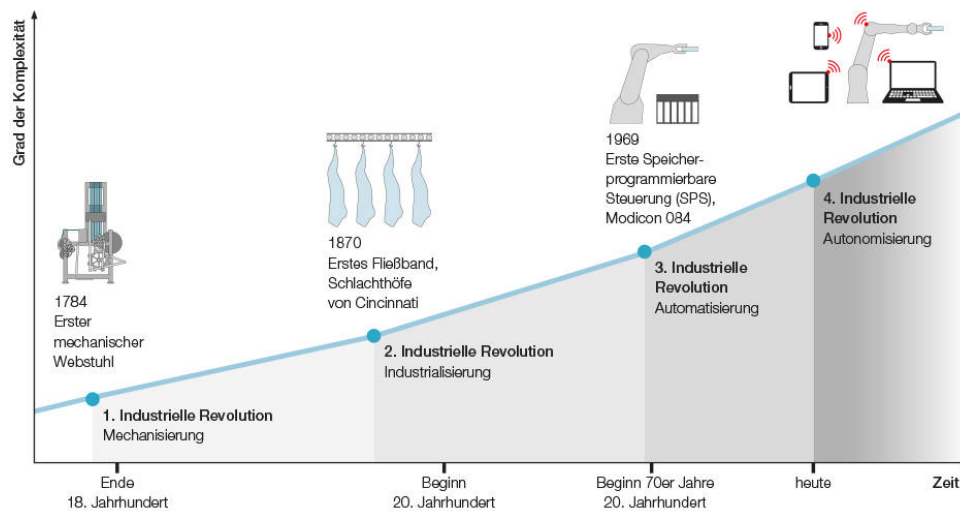 Grad der Komplexität
1784
Erster
mechanischer
Webstuhl
1. Industrielle Revolution
Mechanisierung
1870
Erstes Fließband,
Schlachthöfe
von Cincinnati
2. Industrielle Revolution
Industrialisierung
1969
Erste Speicher-
programmierbare
Steuerung (SPS),
Modicon 084
3. Industrielle
Revolution
Automatisierung
4. Industrielle
Revolution
Autonomisierung
Ende
18. Jahrhundert
Beginn
20. Jahrhundert
Beginn 70er Jahre
20. Jahrhundert
heute
Zeit